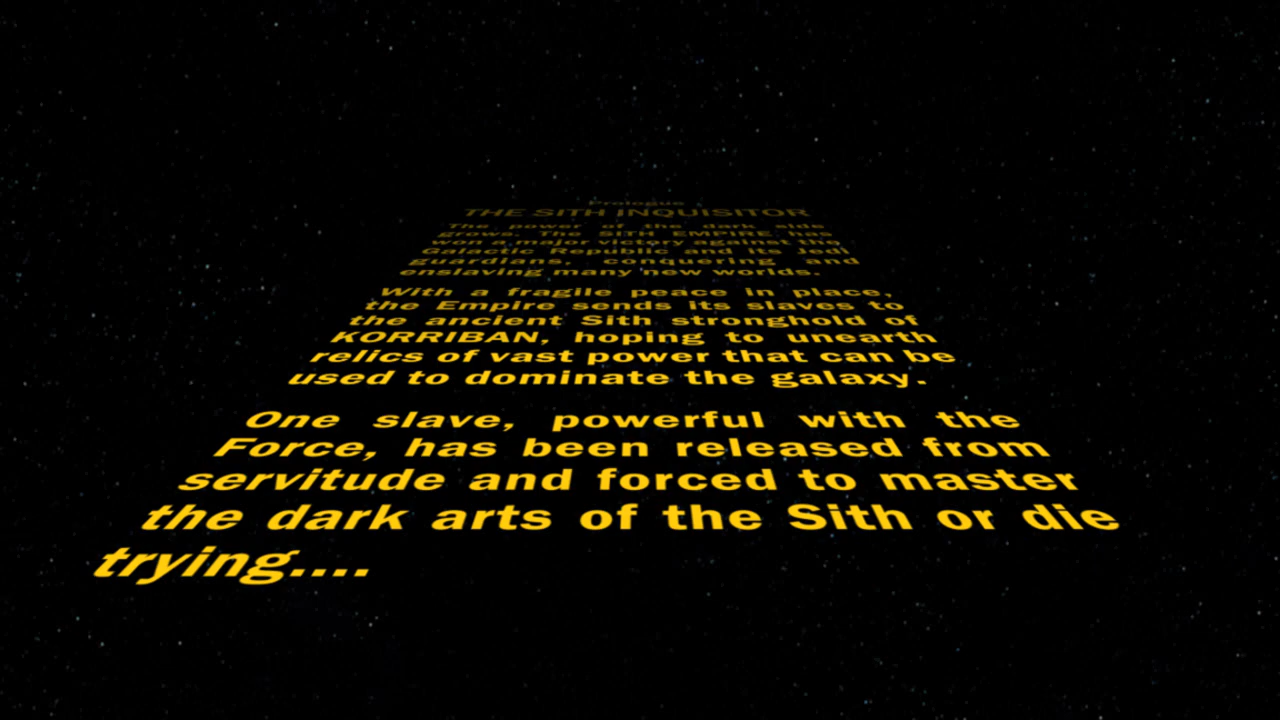 Prologue
THE SITH INQUISITOR
The power of the dark side
grows. The SITH EMPIRE has
won a major victory against the
Galactic Republic and its Jedi
guardians, conquering and
enslaving many new worlds.
With a fragile peace in place,
the Empire sends its slaves to
the ancient Sith stronghold of
KORRIBAN, hoping to unearth
relics of vast power that can be
used to dominate the galaxy.
One slave, powerful with the
Force, has been released from
servitude and forced to master
the dark arts of the Sith or die
trying....